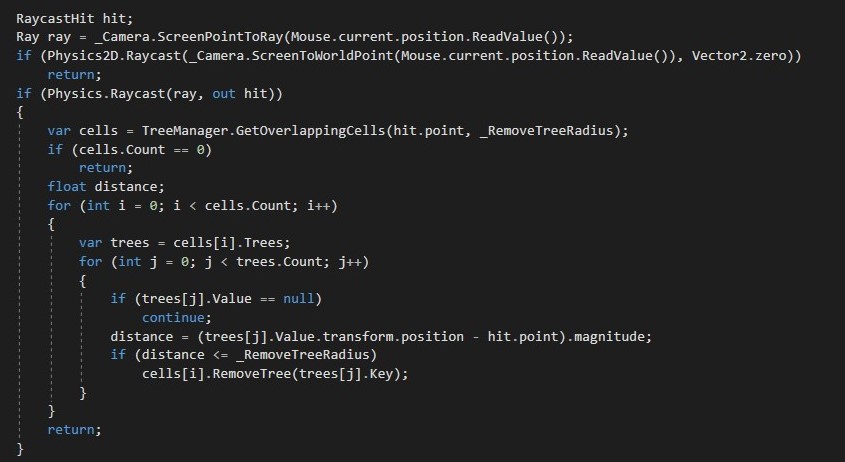 RaycastHit hit;
Ray ray = _Camera.ScreenPointToRay(Mouse.current.position.ReadValue());
if (Physics2D.Raycast(_Camera.ScreenToWorldPoint(Mouse.current.position.ReadValue()), Vector2.zero))
    return;
if (Physics.Raycast(ray, out hit))
{
    var cells = TreeManager.GetOverlappingCells(hit.point, _RemoveTreeRadius);
    if (cells.Count == 0)
        return;
    float distance;
    for (int i = 0; i < cells.Count; i++)
    {
        var trees = cells[i].Trees;
        for (int j = 0; j < trees.Count; j++)
        {
            if (trees[j].Value == null)
                continue;
            distance = (trees[j].Value.transform.position - hit.point).magnitude;
            if (distance <= _RemoveTreeRadius)
                cells[i].RemoveTree(trees[j].Key);
        }
    }
    return;
}